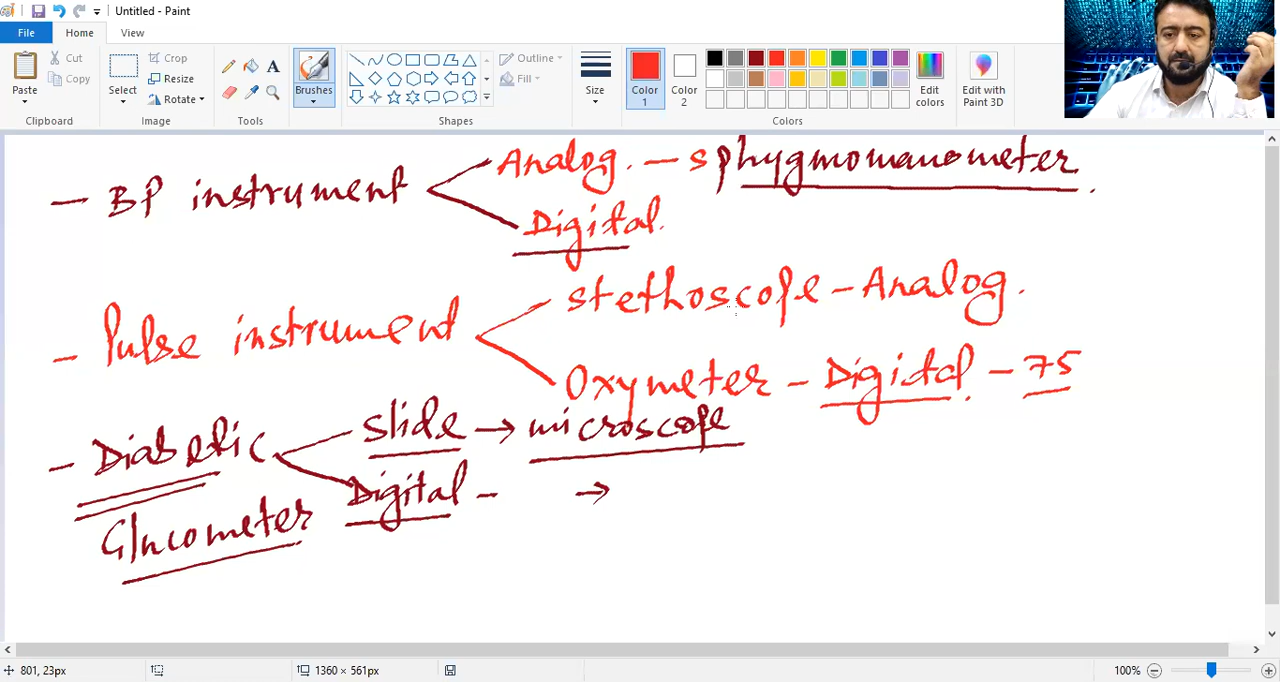 Untitled - Paint
File Home View
Cut
Copy
Paste
Clipboard
Select
Crop
Resize
Rotate
Image
A
Tools
Brushes
Outline
Fill
Shapes
Size
Color 1
Color 2
Edit colors
Edit with Paint 3D
Colors
- BP instrument < Analog. - sphygmomanometer.
Digital.
- Pulse instrument < stethoscope - Analog.
Oxymeter - Digital - 75
- Diabetic < slide → microscope
Glucometer Digital - →
801, 23px
1360 × 561px
100%